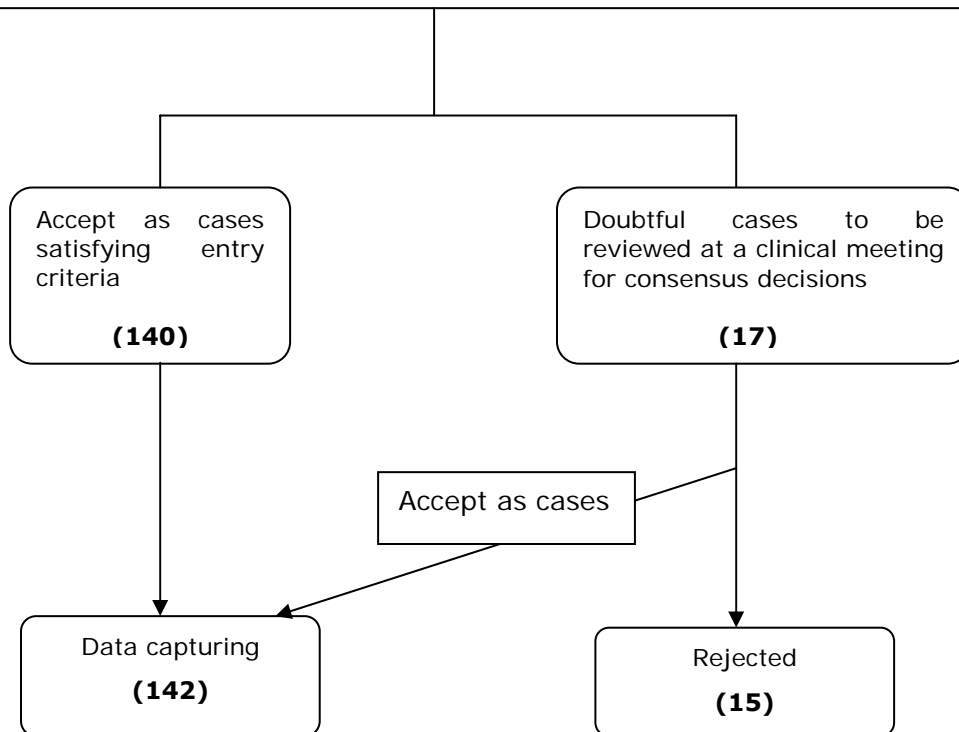 Accept as cases
satisfying entry
criteria
(140)
Doubtful cases to be
reviewed at a clinical meeting
for consensus decisions
(17)
Accept as cases
Data capturing
(142)
Rejected
(15)